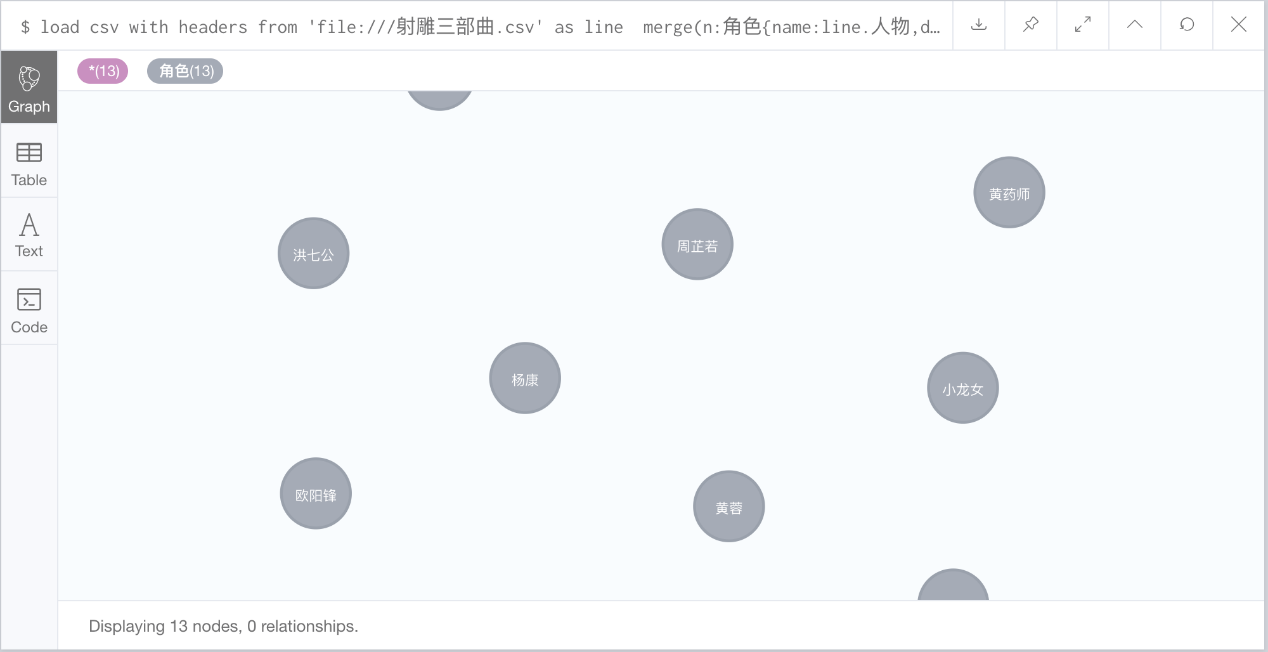 $ load csv with headers from 'file:///射雕三部曲.csv' as line  merge(n:角色{name:line.人物,d…
*(13) 角色(13)
Graph
Table
Text
Code
黄药师
洪七公
周芷若
杨康
小龙女
欧阳锋
黄蓉
Displaying 13 nodes, 0 relationships.